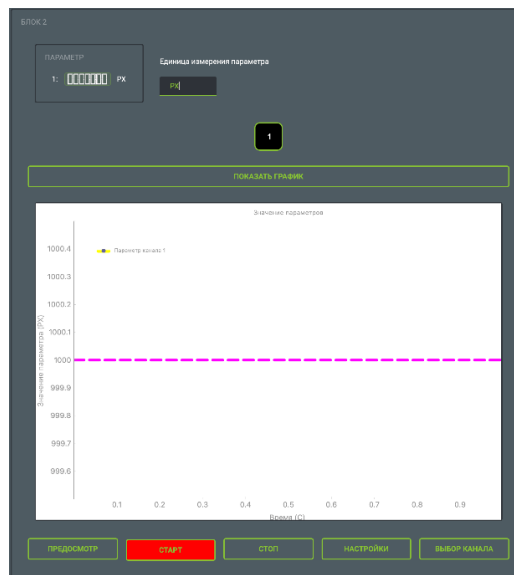 БЛОК 2
ПАРАМЕТР
1: PX
Единица измерения параметра
PX
1
ПОКАЗАТЬ ГРАФИК
Значение параметров
Параметр канала 1
Значение параметра (PX)
1000.4
1000.3
1000.2
1000.1
1000
999.9
999.8
999.7
999.6
0.1 0.2 0.3 0.4 0.5 0.6 0.7 0.8 0.9
Время (С)
ПРЕДОСМОТР СТАРТ СТОП НАСТРОЙКИ ВЫБОР КАНАЛА